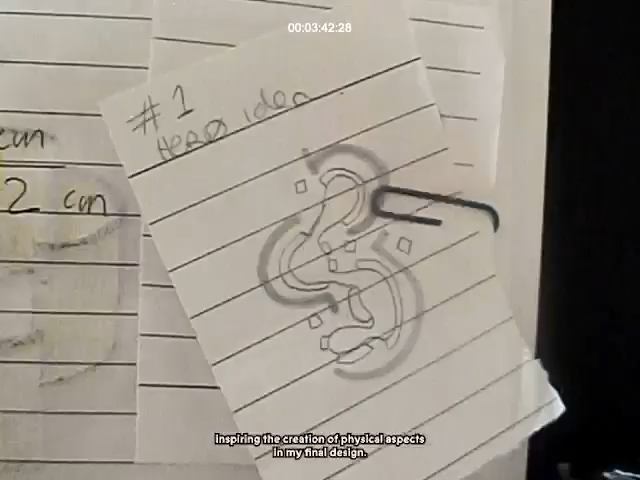 00:03:42:28
# 1
HERO idea
cm
2 cm
Inspiring the creation of physical aspects
in my final design.